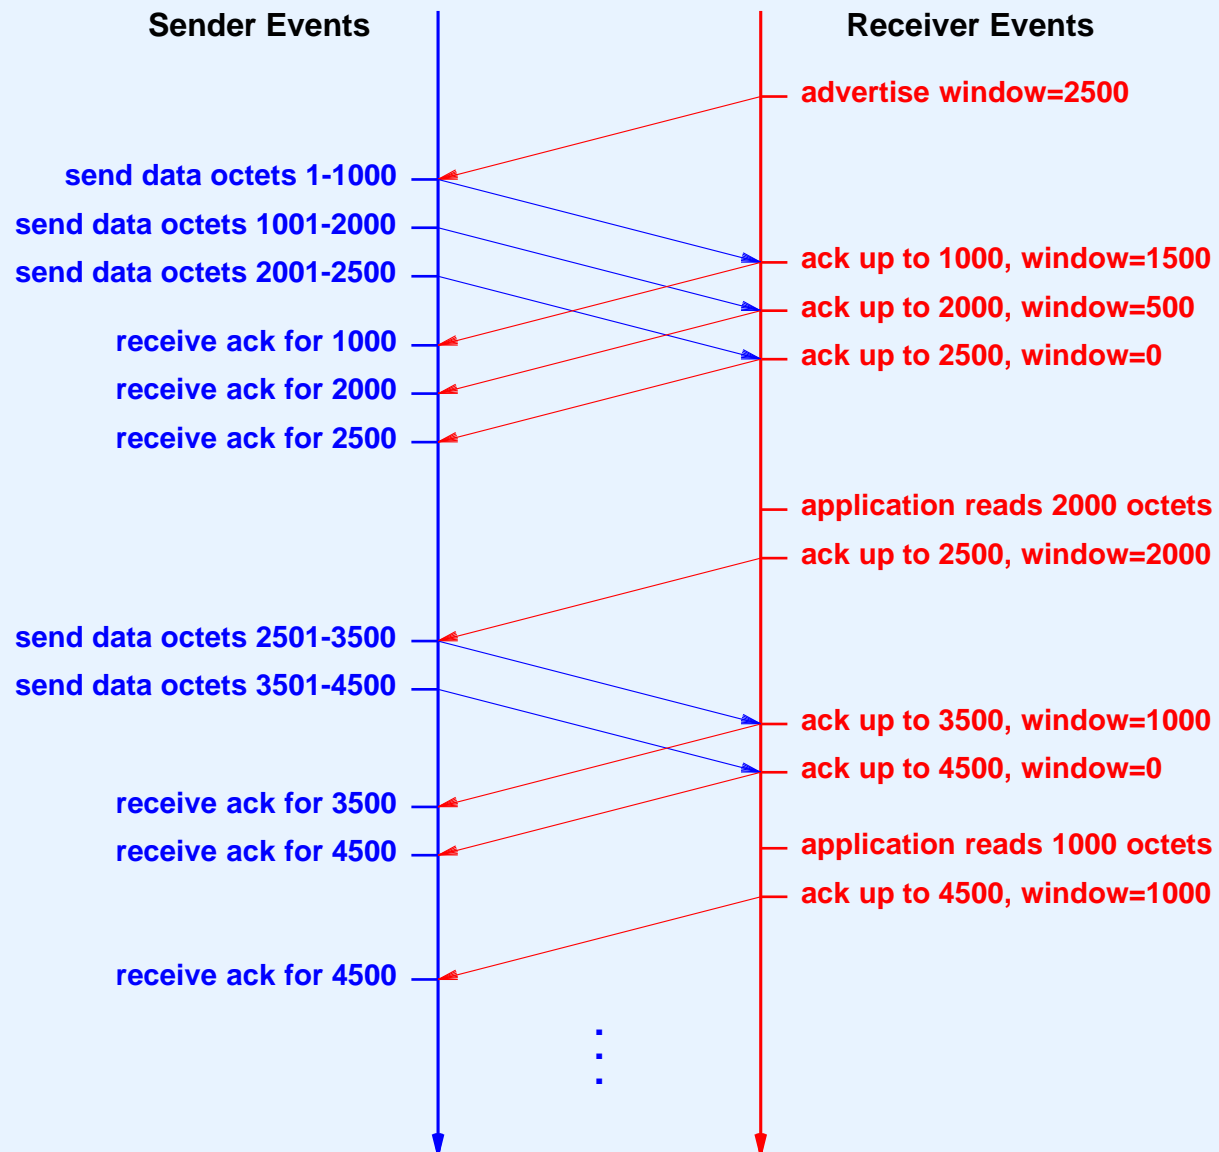 Sender Events
Receiver Events
advertise window=2500
send data octets 1-1000
send data octets 1001-2000
ack up to 1000, window=1500
send data octets 2001-2500
ack up to 2000, window=500
receive ack for 1000
ack up to 2500, window=0
receive ack for 2000
receive ack for 2500
application reads 2000 octets
ack up to 2500, window=2000
send data octets 2501-3500
send data octets 3501-4500
ack up to 3500, window=1000
ack up to 4500, window=0
receive ack for 3500
application reads 1000 octets
receive ack for 4500
ack up to 4500, window=1000
receive ack for 4500